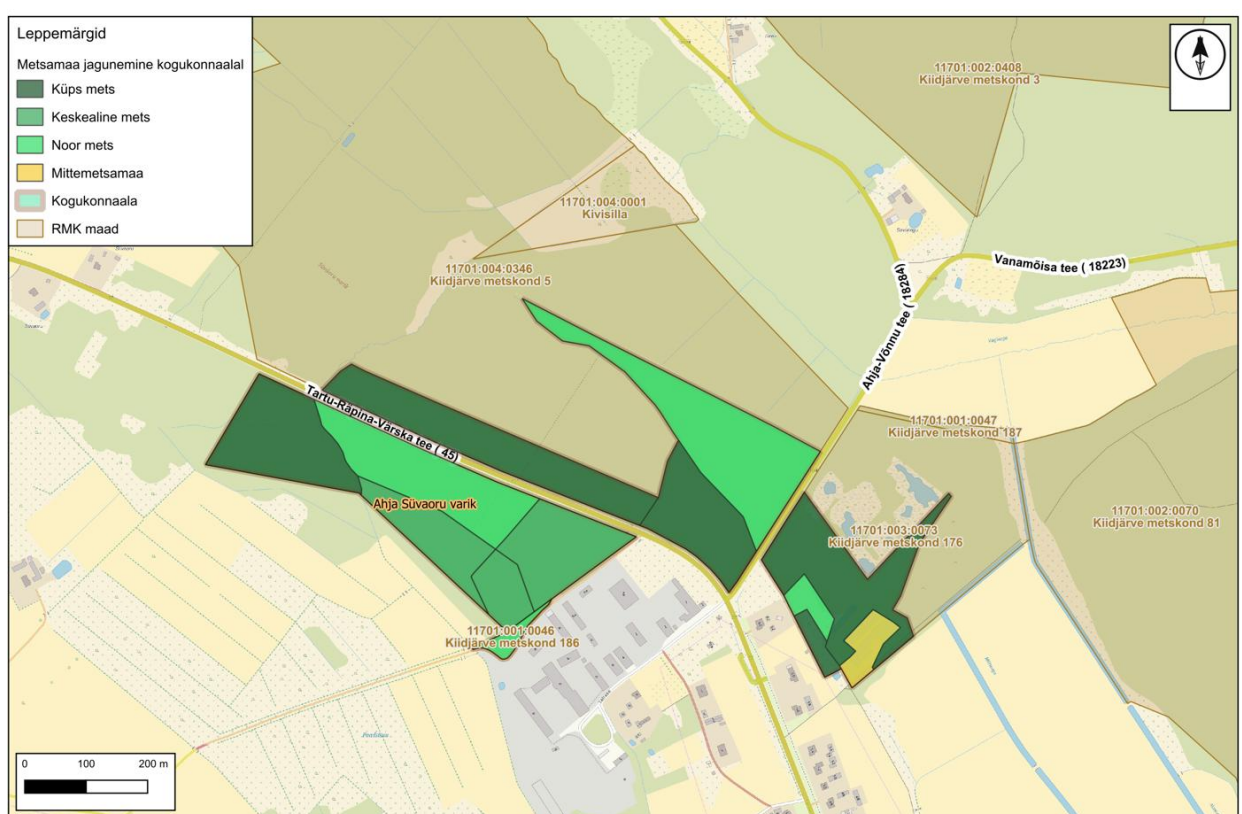 Leppemärgid
Metsamaa jagunemine kogukonnaalal
Küps mets
Keskealine mets
Noor mets
Mittemetsamaa
Kogukonnaala
RMK maad
11701:002:0408
Kiidjärve metskond 3
11701:004:0001
Kivisilla
11701:004:0346
Kiidjärve metskond 5
Vanamõisa tee ( 18223)
Ahja-Võnnu tee ( 18284)
Tartu-Räpina-Värska tee ( 45)
11701:001:0047
Kiidjärve metskond 187
Ahja Süvaoru varik
11701:003:0073
Kiidjärve metskond 176
11701:002:0070
Kiidjärve metskond 81
11701:001:0046
Kiidjärve metskond 186
0 100 200 m